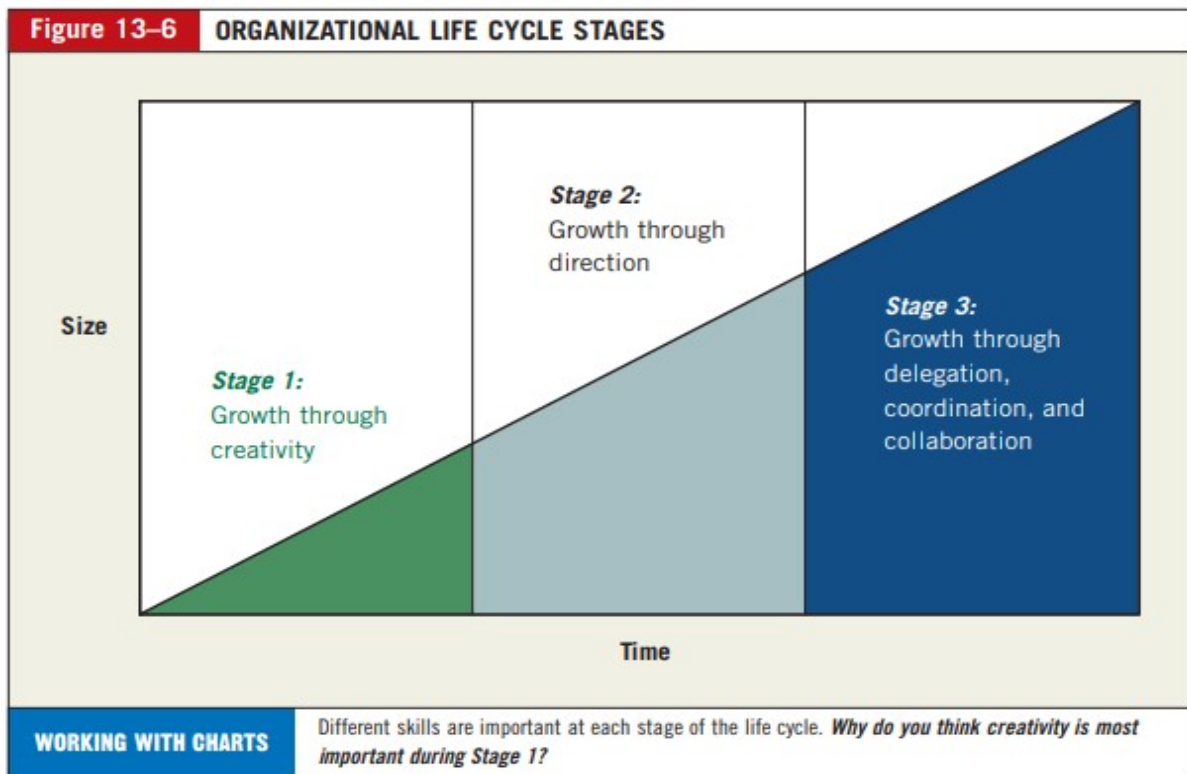 Figure 13–6 ORGANIZATIONAL LIFE CYCLE STAGES
Stage 2:
Growth through
direction
Size
Stage 3:
Growth through
delegation,
coordination, and
collaboration
Stage 1:
Growth through
creativity
Time
WORKING WITH CHARTS
Different skills are important at each stage of the life cycle. Why do you think creativity is most
important during Stage 1?